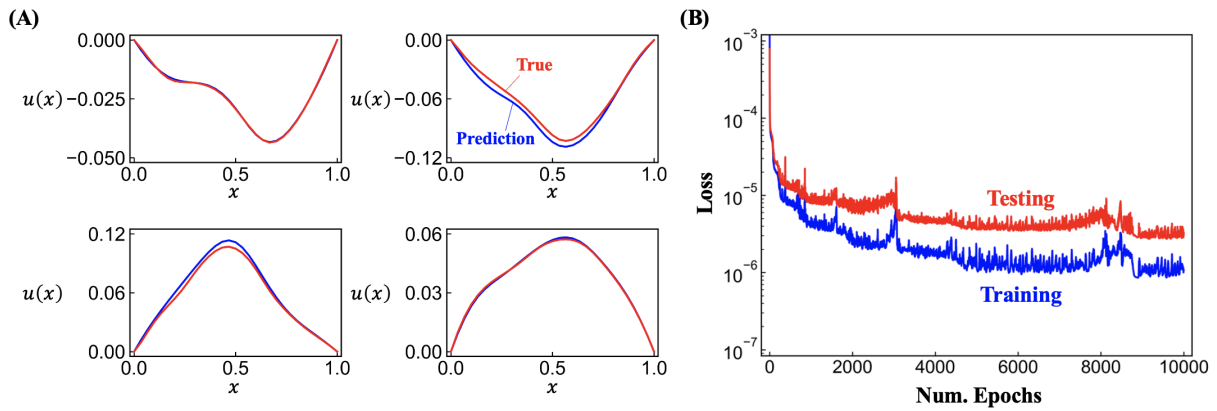 (A)
0.000
u(x) −0.025
−0.050
0.0 0.5 1.0
x
0.00
u(x) −0.06
−0.12
True
Prediction
0.0 0.5 1.0
x
0.12
u(x) 0.06
0.00
0.0 0.5 1.0
x
0.06
u(x) 0.03
0.00
0.0 0.5 1.0
x
(B)
10⁻³
10⁻⁴
10⁻⁵
10⁻⁶
10⁻⁷
Loss
Testing
Training
0 2000 4000 6000 8000 10000
Num. Epochs